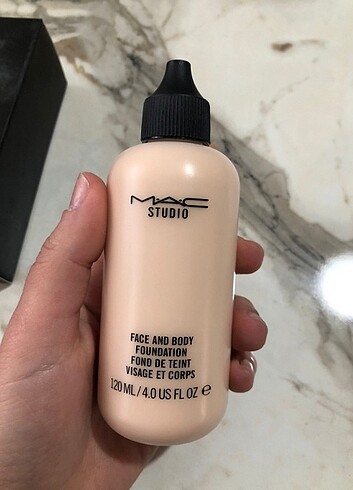 MAC
STUDIO
FACE AND BODY
FOUNDATION
FOND DE TEINT
VISAGE ET CORPS
120 ML / 4.0 US FL OZ ℮